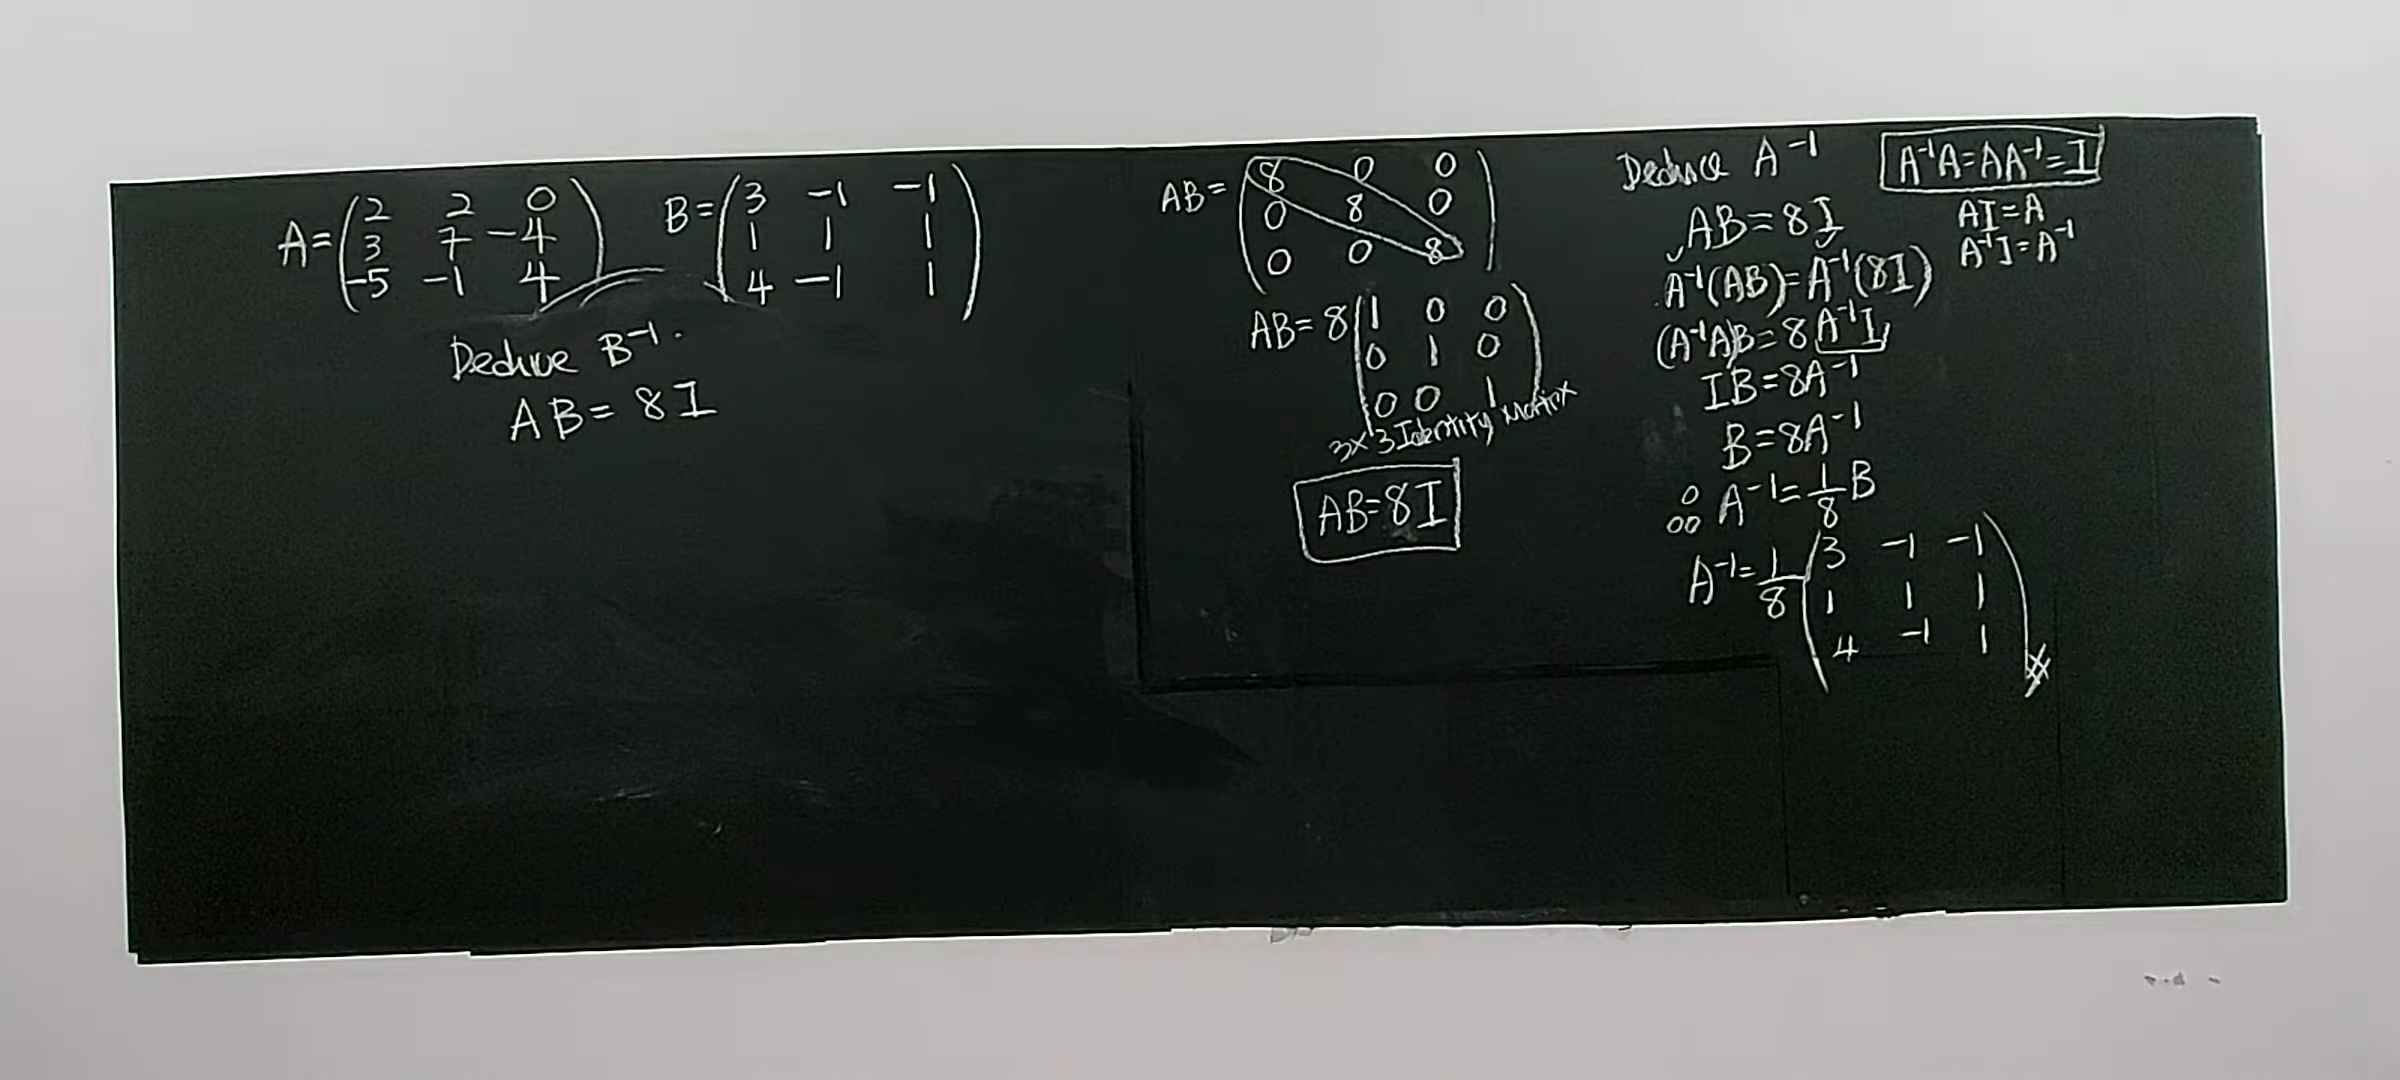 A = (2 2 0
3 7 -4
-5 -1 4)
B = (3 -1 -1
1 1 1
4 -1 1)
Deduce B⁻¹.
AB = 8I
AB = (8 0 0
0 8 0
0 0 8)
AB = 8(1 0 0
0 1 0
0 0 1)
3×3 Identity Matrix
AB=8I
Deduce A⁻¹
A⁻¹A=AA⁻¹=I
AI=A
A⁻¹I=A⁻¹
AB=8I
A⁻¹(AB)=A⁻¹(8I)
(A⁻¹A)B=8A⁻¹I
IB=8A⁻¹
B=8A⁻¹
∴ A⁻¹=1/8 B
A⁻¹=1/8(3 -1 -1
1 1 1
4 -1 1)